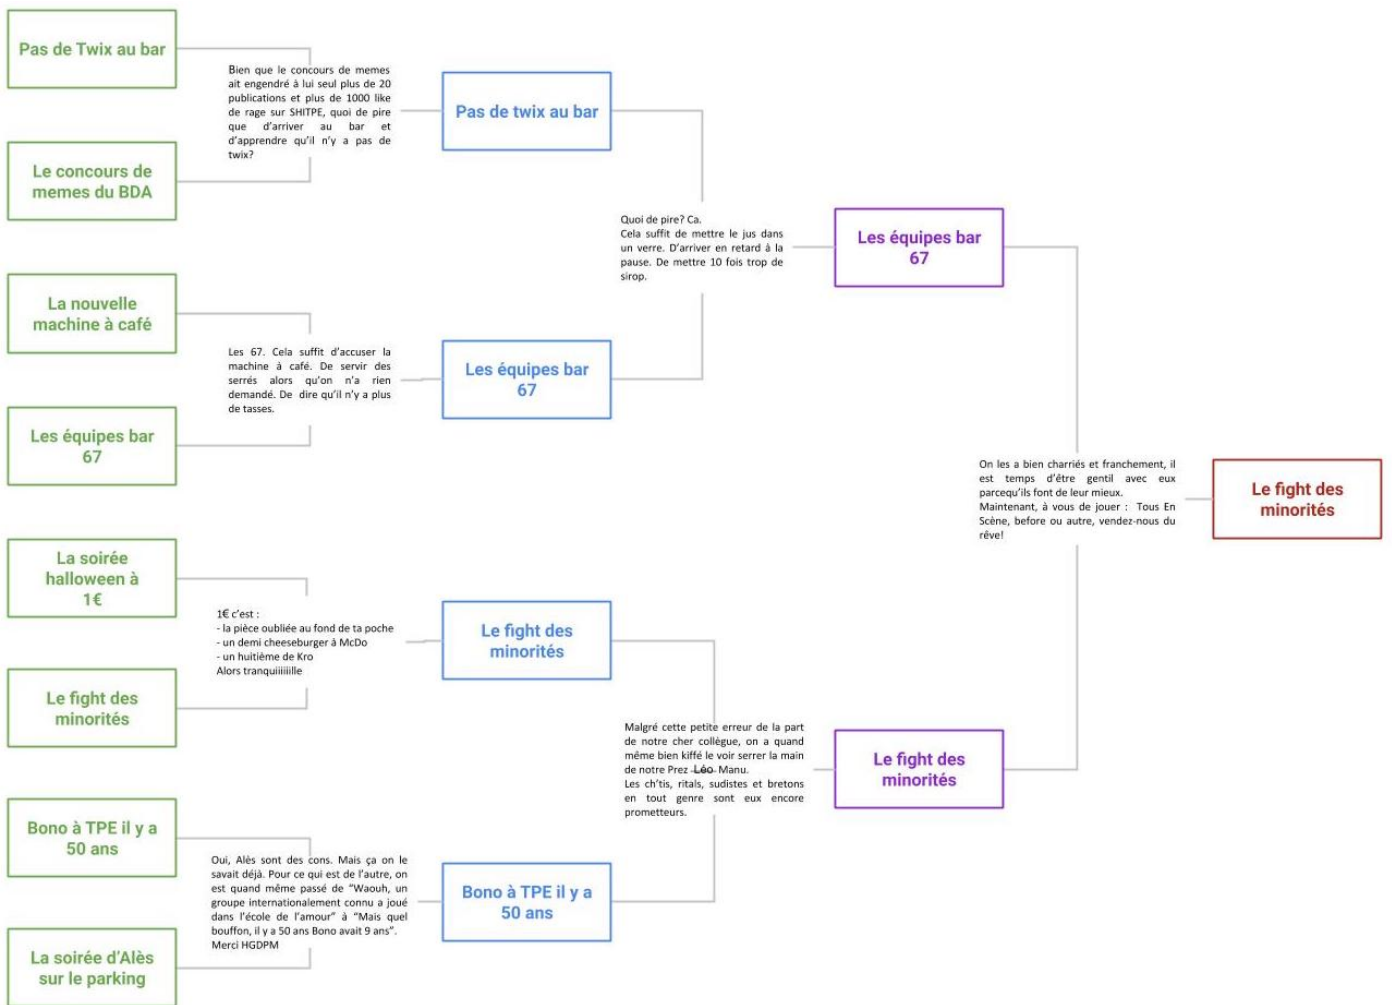 Pas de Twix au bar
Le concours de
memes du BDA
Bien que le concours de memes
ait engendré à lui seul plus de 20
publications et plus de 1000 like
de rage sur SHITPE, quoi de pire
que d'arriver au bar et
d'apprendre qu'il n'y a pas de
twix?
Pas de twix au bar
La nouvelle
machine à café
Les équipes bar
67
Les 67. Cela suffit d'accuser la
machine à café. De servir des
serrés alors qu'on n'a rien
demandé. De dire qu'il n'y a plus
de tasses.
Les équipes bar
67
Quoi de pire? Ca.
Cela suffit de mettre le jus dans
un verre. D'arriver en retard à la
pause. De mettre 10 fois trop de
sirop.
Les équipes bar
67
La soirée
halloween à
1€
Le fight des
minorités
1€ c'est :
- la pièce oubliée au fond de ta poche
- un demi cheeseburger à McDo
- un huitième de Kro
Alors tranquiiiiiiille
Le fight des
minorités
Bono à TPE il y a
50 ans
La soirée d'Alès
sur le parking
Oui, Alès sont des cons. Mais ça on le
savait déjà. Pour ce qui est de l'autre, on
est quand même passé de “Waouh, un
groupe internationalement connu a joué
dans l'école de l'amour” à “Mais quel
bouffon, il y a 50 ans Bono avait 9 ans”.
Merci HGDPM
Bono à TPE il y a
50 ans
Malgré cette petite erreur de la part
de notre cher collègue, on a quand
même bien kiffé le voir serrer la main
de notre Prez Léo Manu.
Les ch'tis, ritals, sudistes et bretons
en tout genre sont eux encore
prometteurs.
Le fight des
minorités
On les a bien charriés et franchement, il
est temps d'être gentil avec eux
parcequ'ils font de leur mieux.
Maintenant, à vous de jouer : Tous En
Scène, before ou autre, vendez-nous du
rêve!
Le fight des
minorités